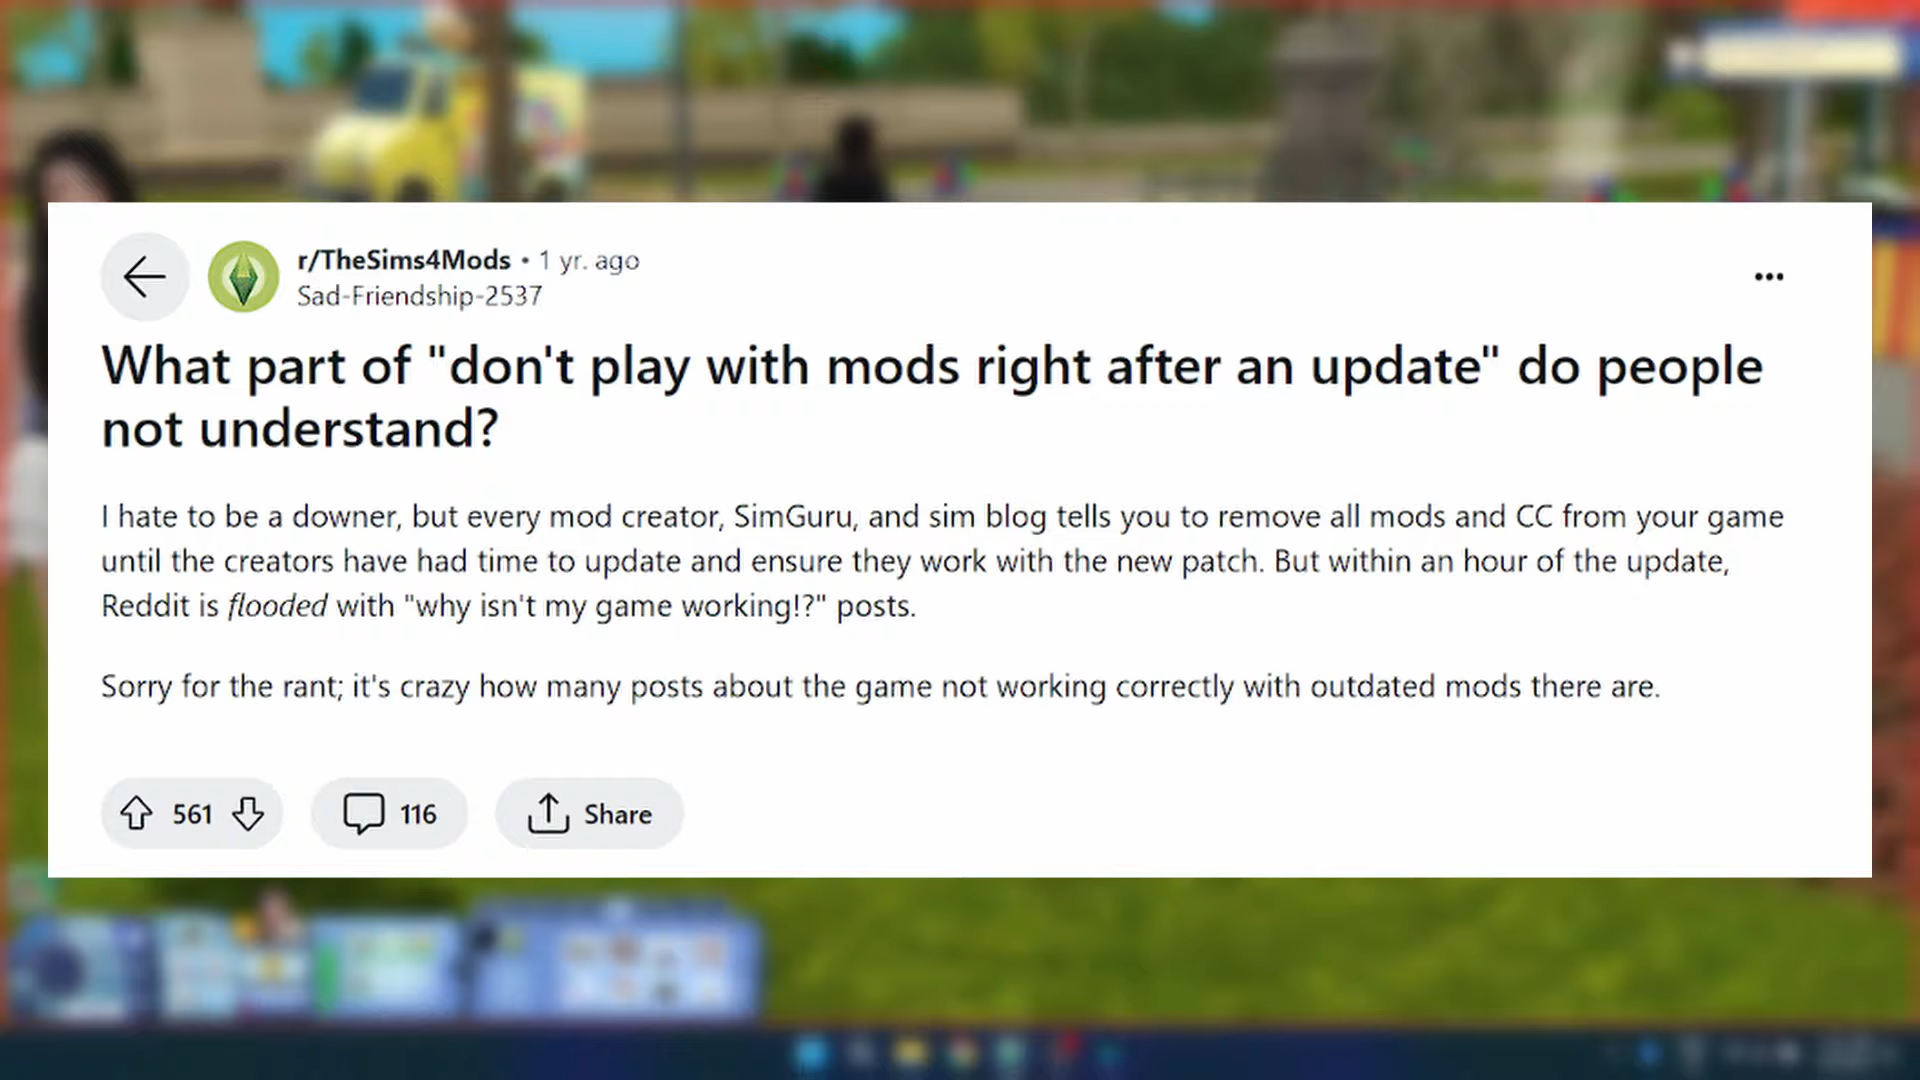 r/TheSims4Mods • 1 yr. ago
Sad-Friendship-2537
What part of "don't play with mods right after an update" do people
not understand?
I hate to be a downer, but every mod creator, SimGuru, and sim blog tells you to remove all mods and CC from your game
until the creators have had time to update and ensure they work with the new patch. But within an hour of the update,
Reddit is flooded with "why isn't my game working!?" posts.
Sorry for the rant; it's crazy how many posts about the game not working correctly with outdated mods there are.
561
116
Share